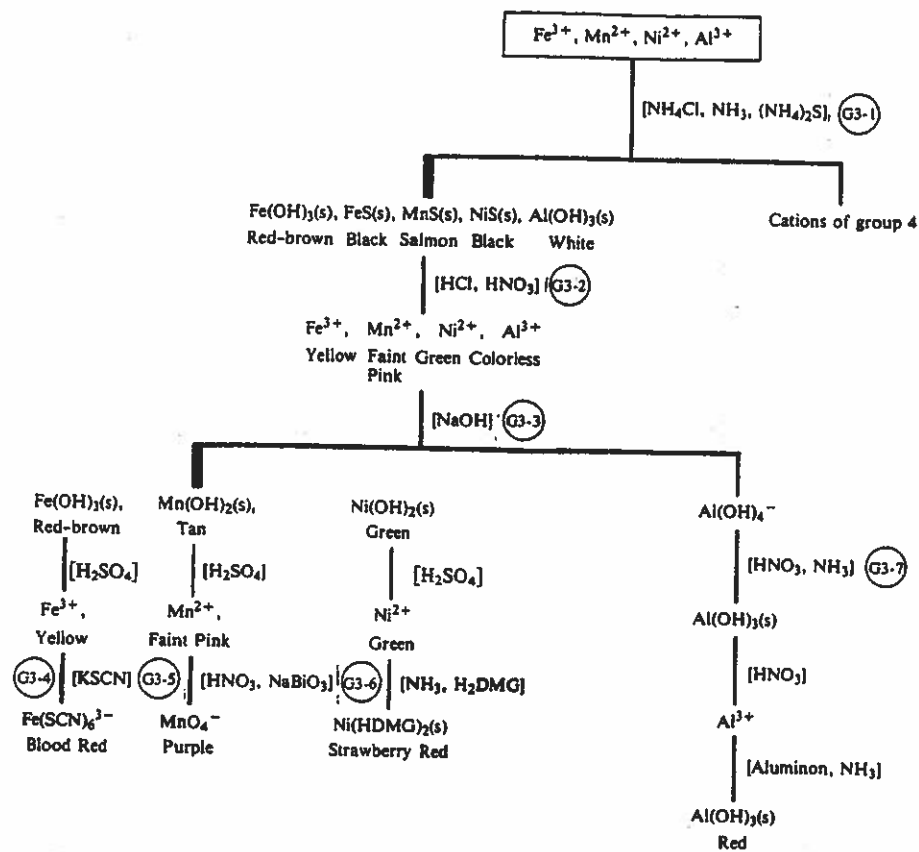 Fe³⁺, Mn²⁺, Ni²⁺, Al³⁺
[NH₄Cl, NH₃, (NH₄)₂S], G3-1
Fe(OH)₃(s), FeS(s), MnS(s), NiS(s), Al(OH)₃(s)
Red-brown Black Salmon Black White
Cations of group 4
[HCl, HNO₃] G3-2
Fe³⁺, Mn²⁺, Ni²⁺, Al³⁺
Yellow Faint Green Colorless
Pink
[NaOH] G3-3
Fe(OH)₃(s), Mn(OH)₂(s), Ni(OH)₂(s) Al(OH)₄⁻
Red-brown Tan Green
[H₂SO₄] [H₂SO₄] [H₂SO₄] [HNO₃, NH₃] G3-7
Fe³⁺, Mn²⁺, Ni²⁺ Al(OH)₃(s)
Yellow Faint Pink Green
G3-4 [KSCN] G3-5 [HNO₃, NaBiO₃] G3-6 [NH₃, H₂DMG] [HNO₃]
Fe(SCN)₆³⁻ MnO₄⁻ Ni(HDMG)₂(s) Al³⁺
Blood Red Purple Strawberry Red
[Aluminon, NH₃]
Al(OH)₃(s)
Red